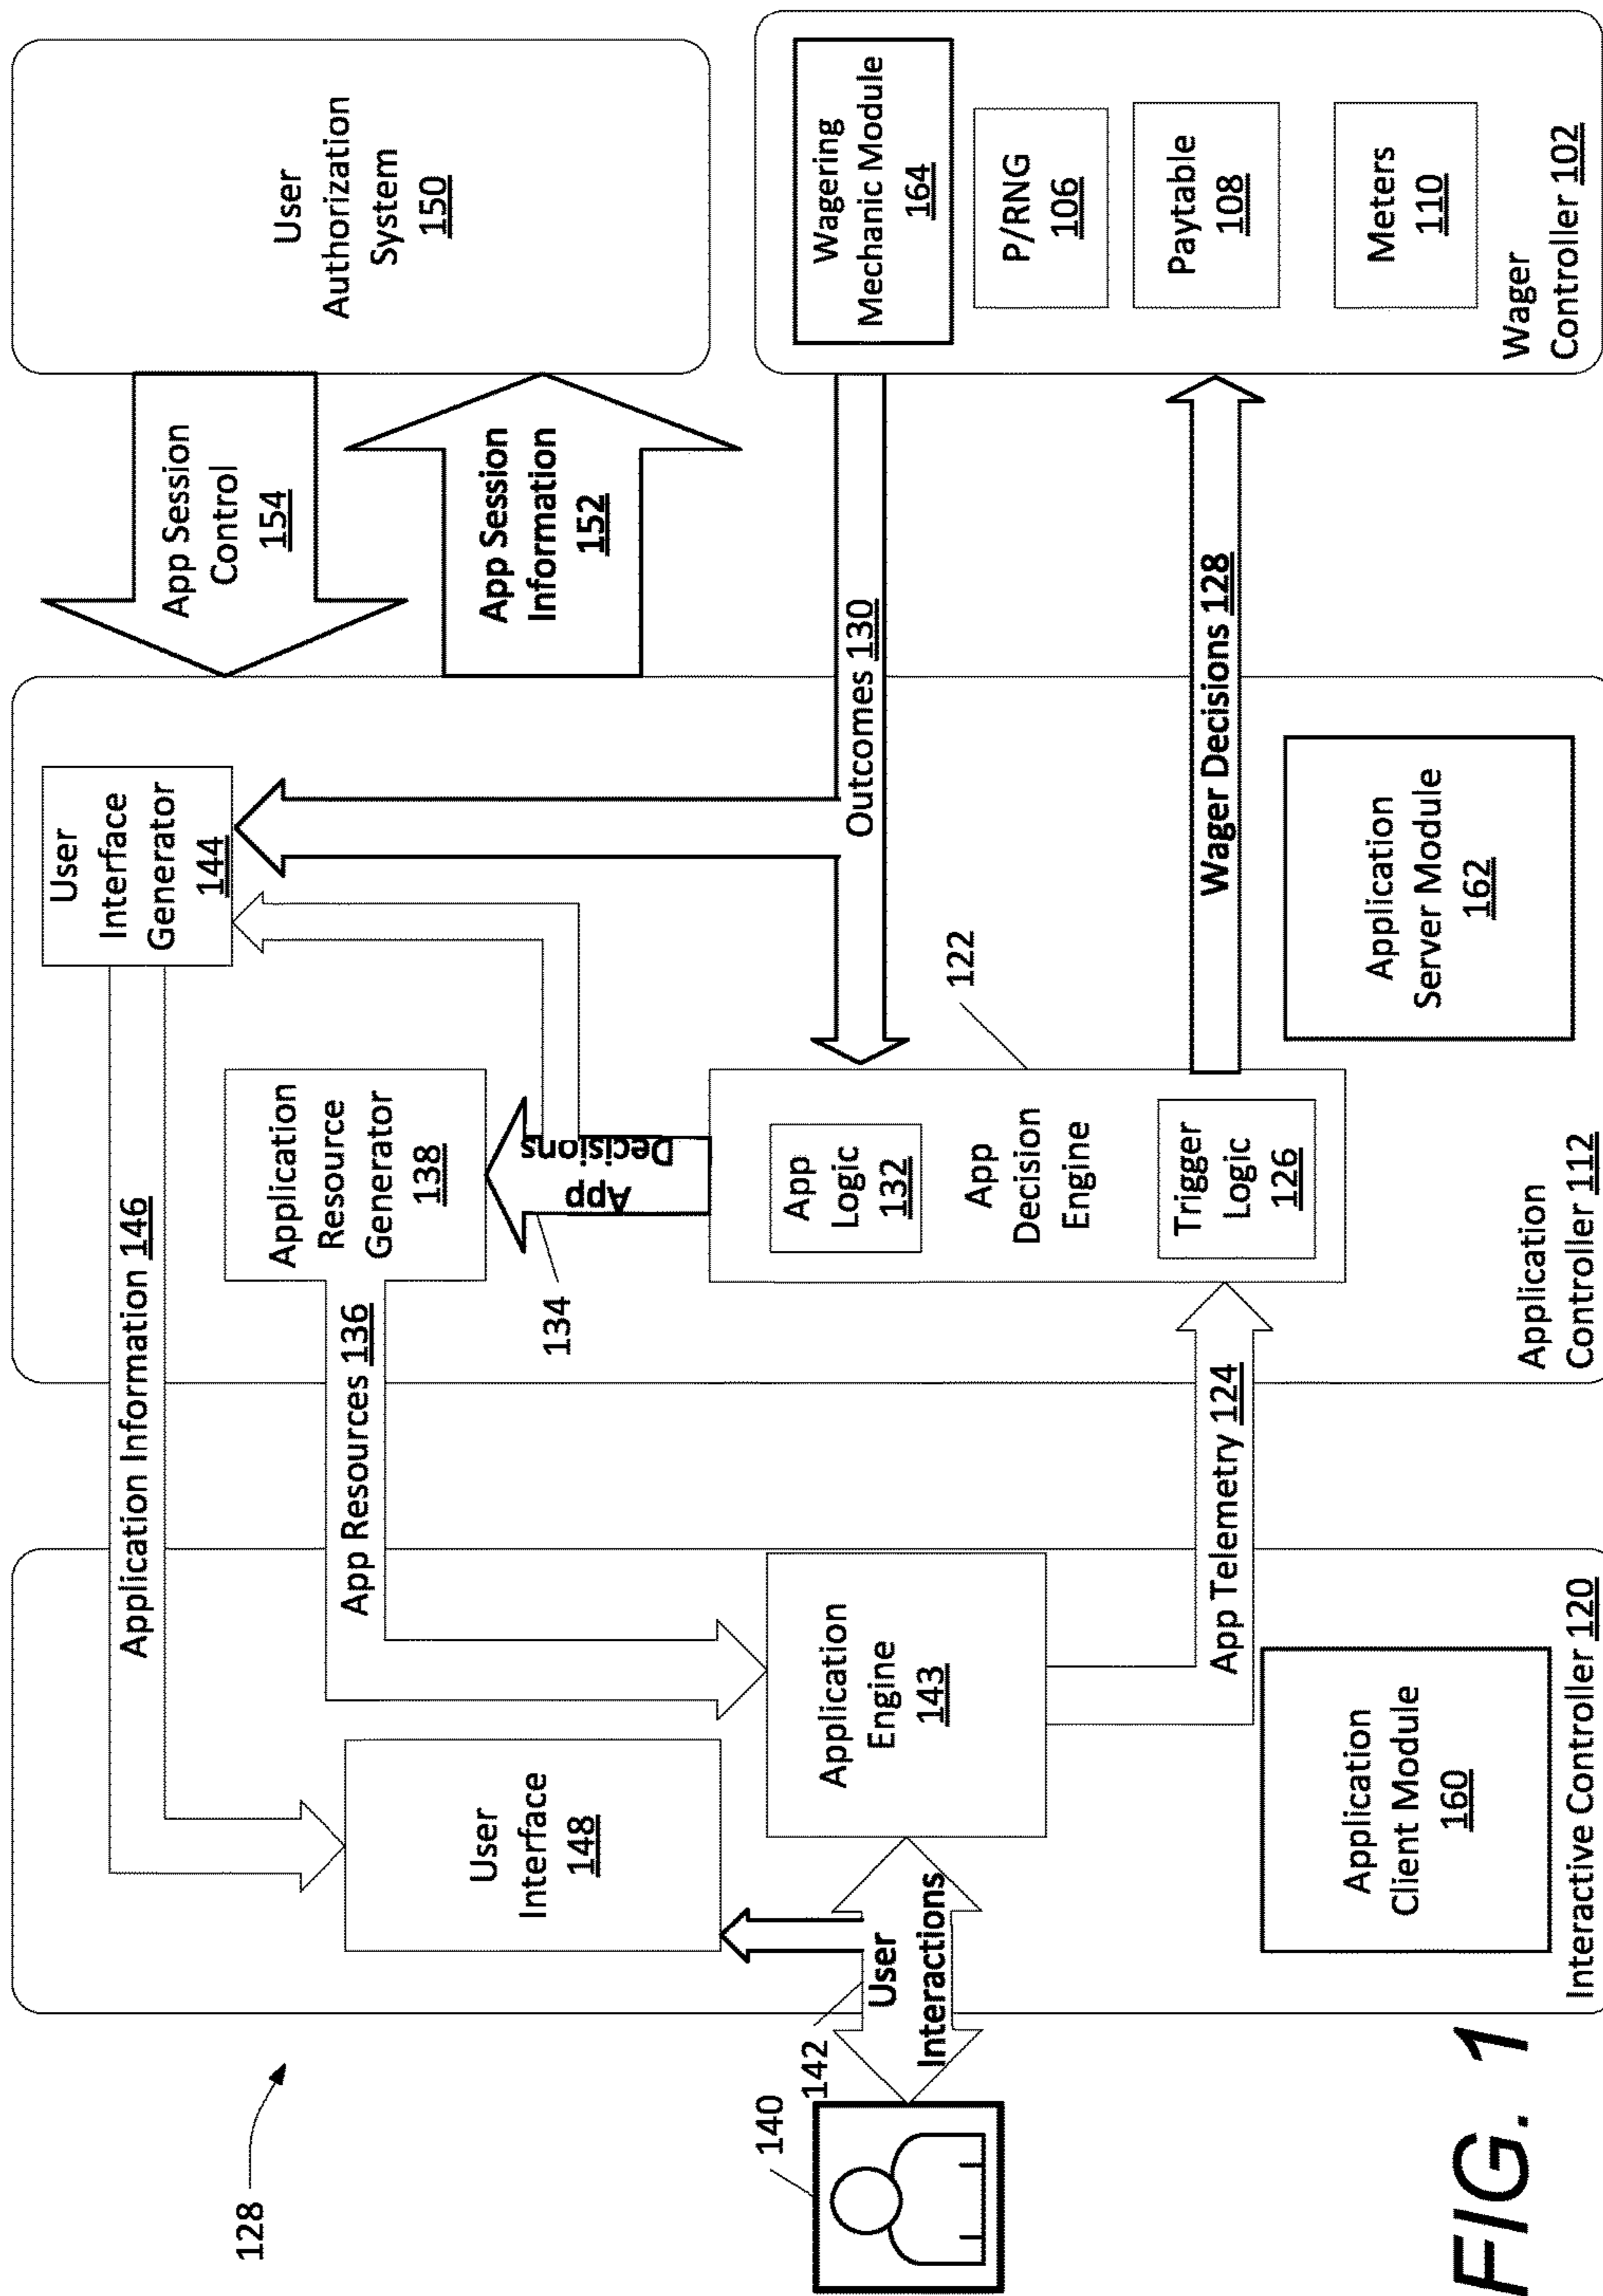 128
140
142
User
Interactions
User
Interface
148
Application
Engine
143
Application
Client Module
160
Interactive Controller 120
Application Information 146
App Resources 136
App Telemetry 124
User
Interface
Generator
144
Application
Resource
Generator
138
134
App
Decisions
122
App
Logic
132
App
Decision
Engine
Trigger
Logic
126
Application
Server Module
162
Application
Controller 112
App Session
Control
154
App Session
Information
152
Outcomes 130
Wager Decisions 128
User
Authorization
System
150
Wagering
Mechanic Module
164
P/RNG
106
Paytable
108
Meters
110
Wager
Controller 102
FIG. 1